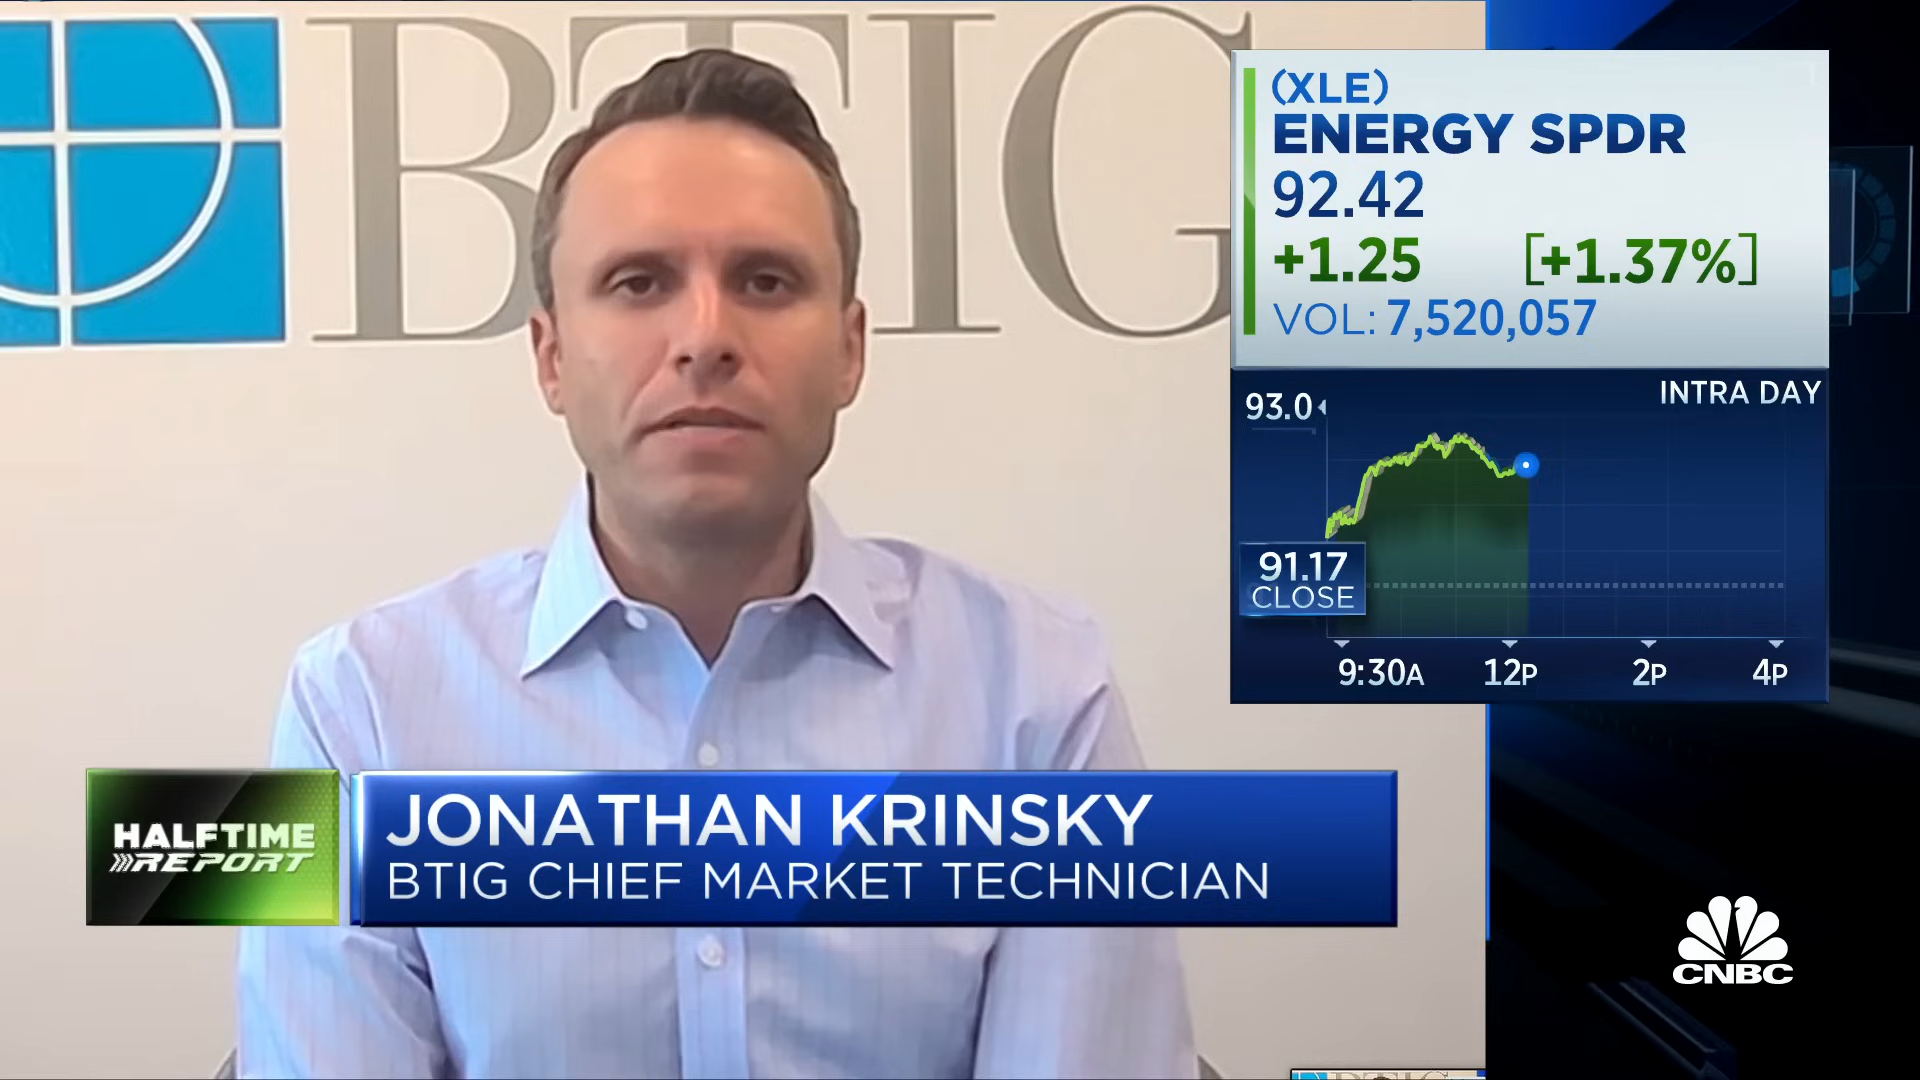 BTIG
(XLE)
ENERGY SPDR
92.42
+1.25 [+1.37%]
VOL: 7,520,057
INTRA DAY
93.0
91.17
CLOSE
9:30A 12P 2P 4P
HALFTIME
REPORT
JONATHAN KRINSKY
BTIG CHIEF MARKET TECHNICIAN
CNBC